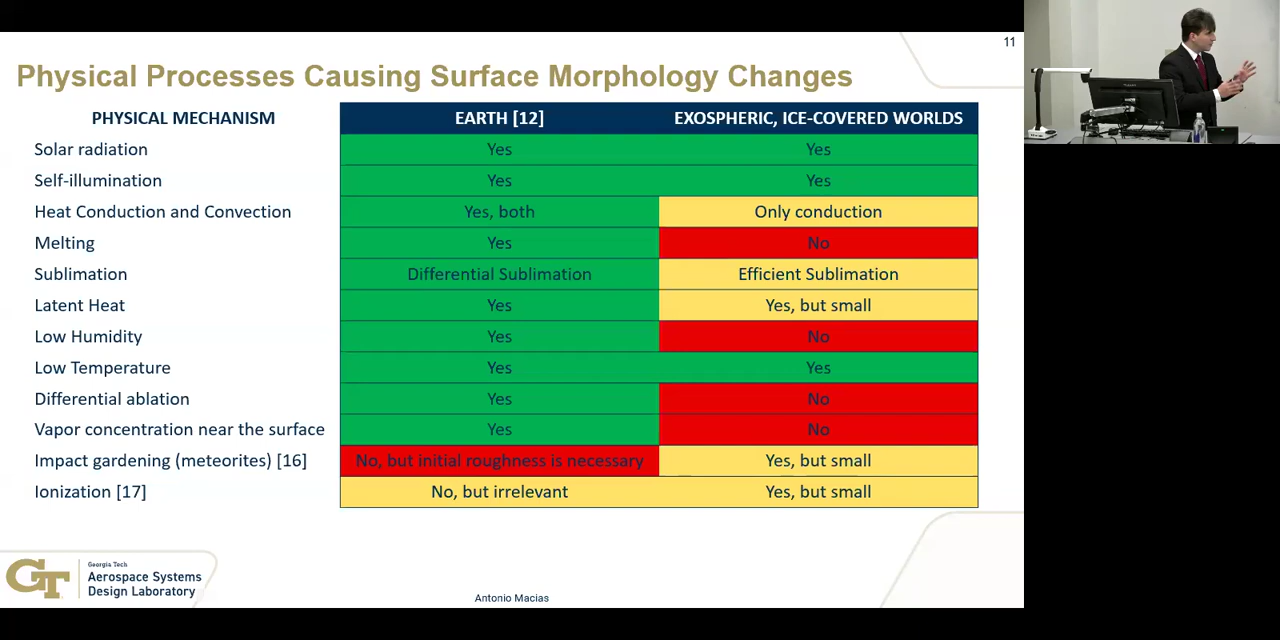 11
Physical Processes Causing Surface Morphology Changes
PHYSICAL MECHANISM EARTH [12] EXOSPHERIC, ICE-COVERED WORLDS
Solar radiation Yes Yes
Self-illumination Yes Yes
Heat Conduction and Convection Yes, both Only conduction
Melting Yes No
Sublimation Differential Sublimation Efficient Sublimation
Latent Heat Yes Yes, but small
Low Humidity Yes No
Low Temperature Yes Yes
Differential ablation Yes No
Vapor concentration near the surface Yes No
Impact gardening (meteorites) [16] No, but initial roughness is necessary Yes, but small
Ionization [17] No, but irrelevant Yes, but small
GT
Georgia Tech
Aerospace Systems
Design Laboratory
Antonio Macias